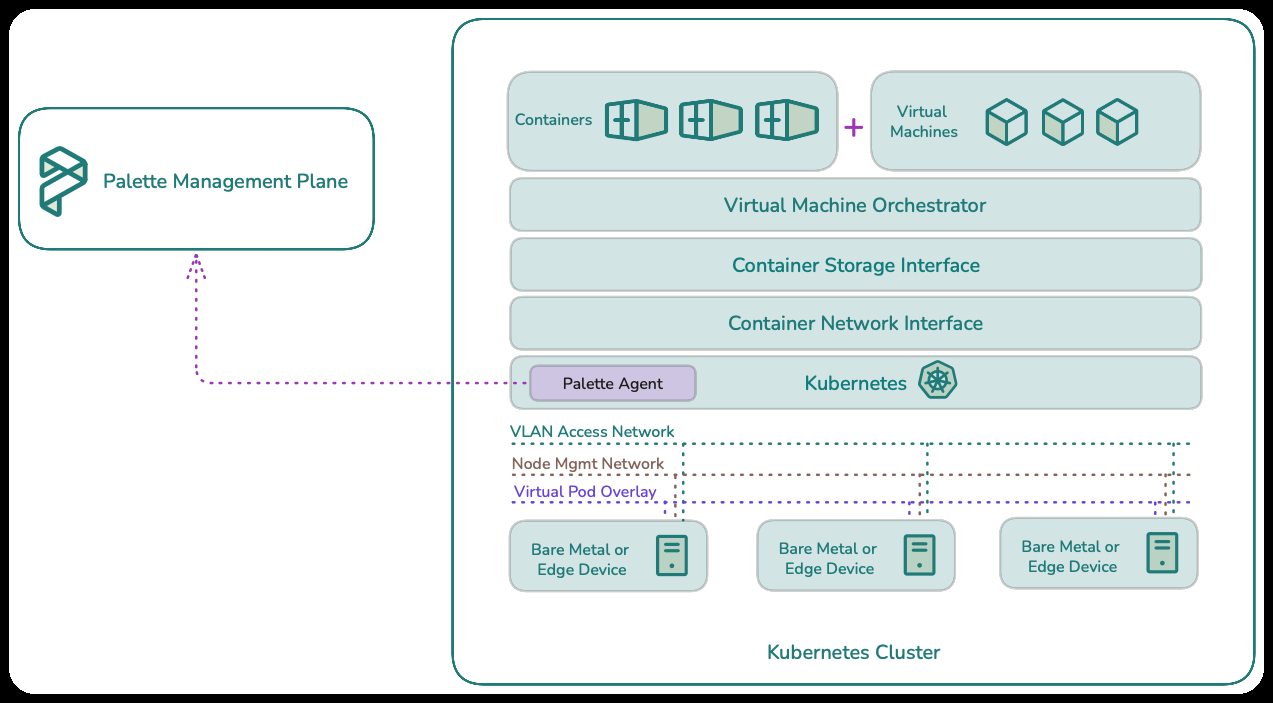 Containers
Virtual
Machines
Palette Management Plane
Virtual Machine Orchestrator
Container Storage Interface
Container Network Interface
Palette Agent
Kubernetes
VLAN Access Network
Node Mgmt Network
Virtual Pod Overlay
Bare Metal or
Edge Device
Bare Metal or
Edge Device
Bare Metal or
Edge Device
Kubernetes Cluster